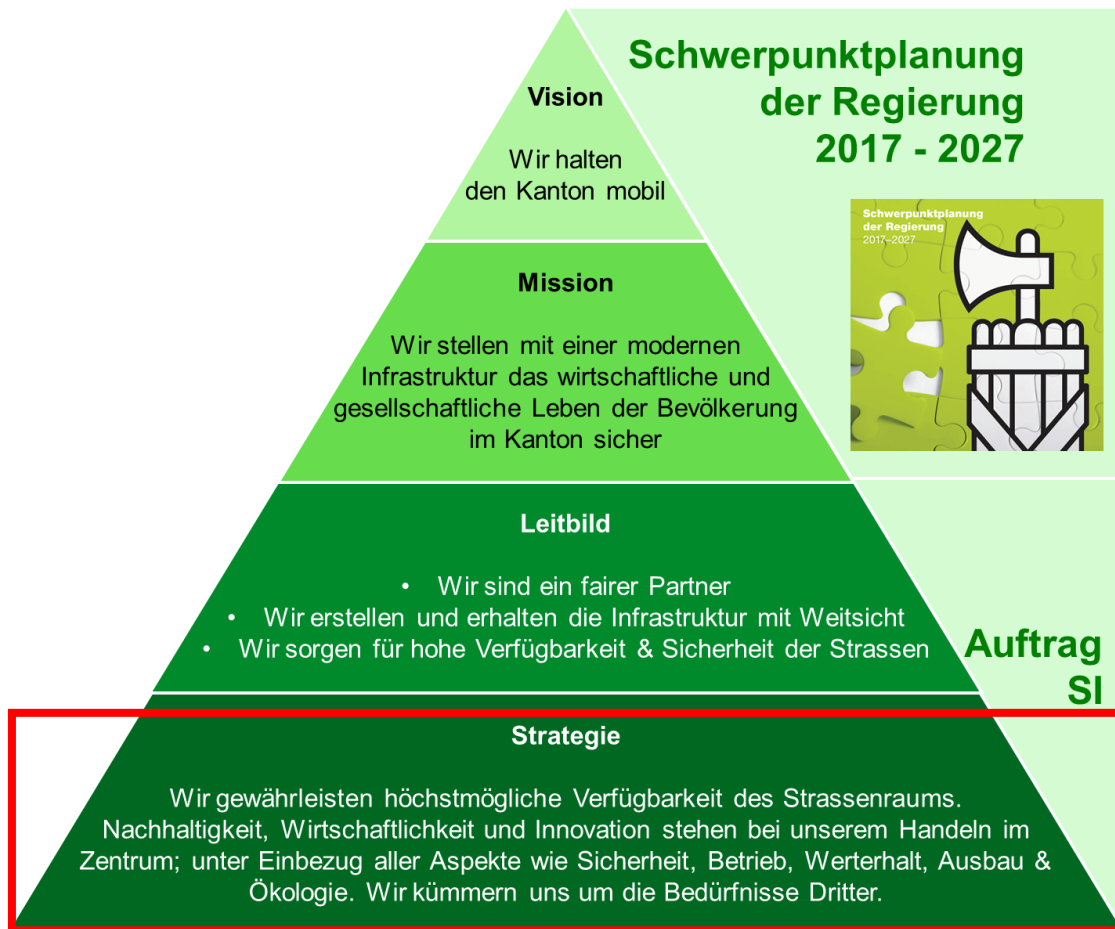 Schwerpunktplanung
der Regierung
2017 - 2027
Schwerpunktplanung
der Regierung
2017–2027
Vision
Wir halten
den Kanton mobil
Mission
Wir stellen mit einer modernen
Infrastruktur das wirtschaftliche und
gesellschaftliche Leben der Bevölkerung
im Kanton sicher
Leitbild
• Wir sind ein fairer Partner
• Wir erstellen und erhalten die Infrastruktur mit Weitsicht
• Wir sorgen für hohe Verfügbarkeit & Sicherheit der Strassen
Auftrag
SI
Strategie
Wir gewährleisten höchstmögliche Verfügbarkeit des Strassenraums.
Nachhaltigkeit, Wirtschaftlichkeit und Innovation stehen bei unserem Handeln im
Zentrum; unter Einbezug aller Aspekte wie Sicherheit, Betrieb, Werterhalt, Ausbau &
Ökologie. Wir kümmern uns um die Bedürfnisse Dritter.